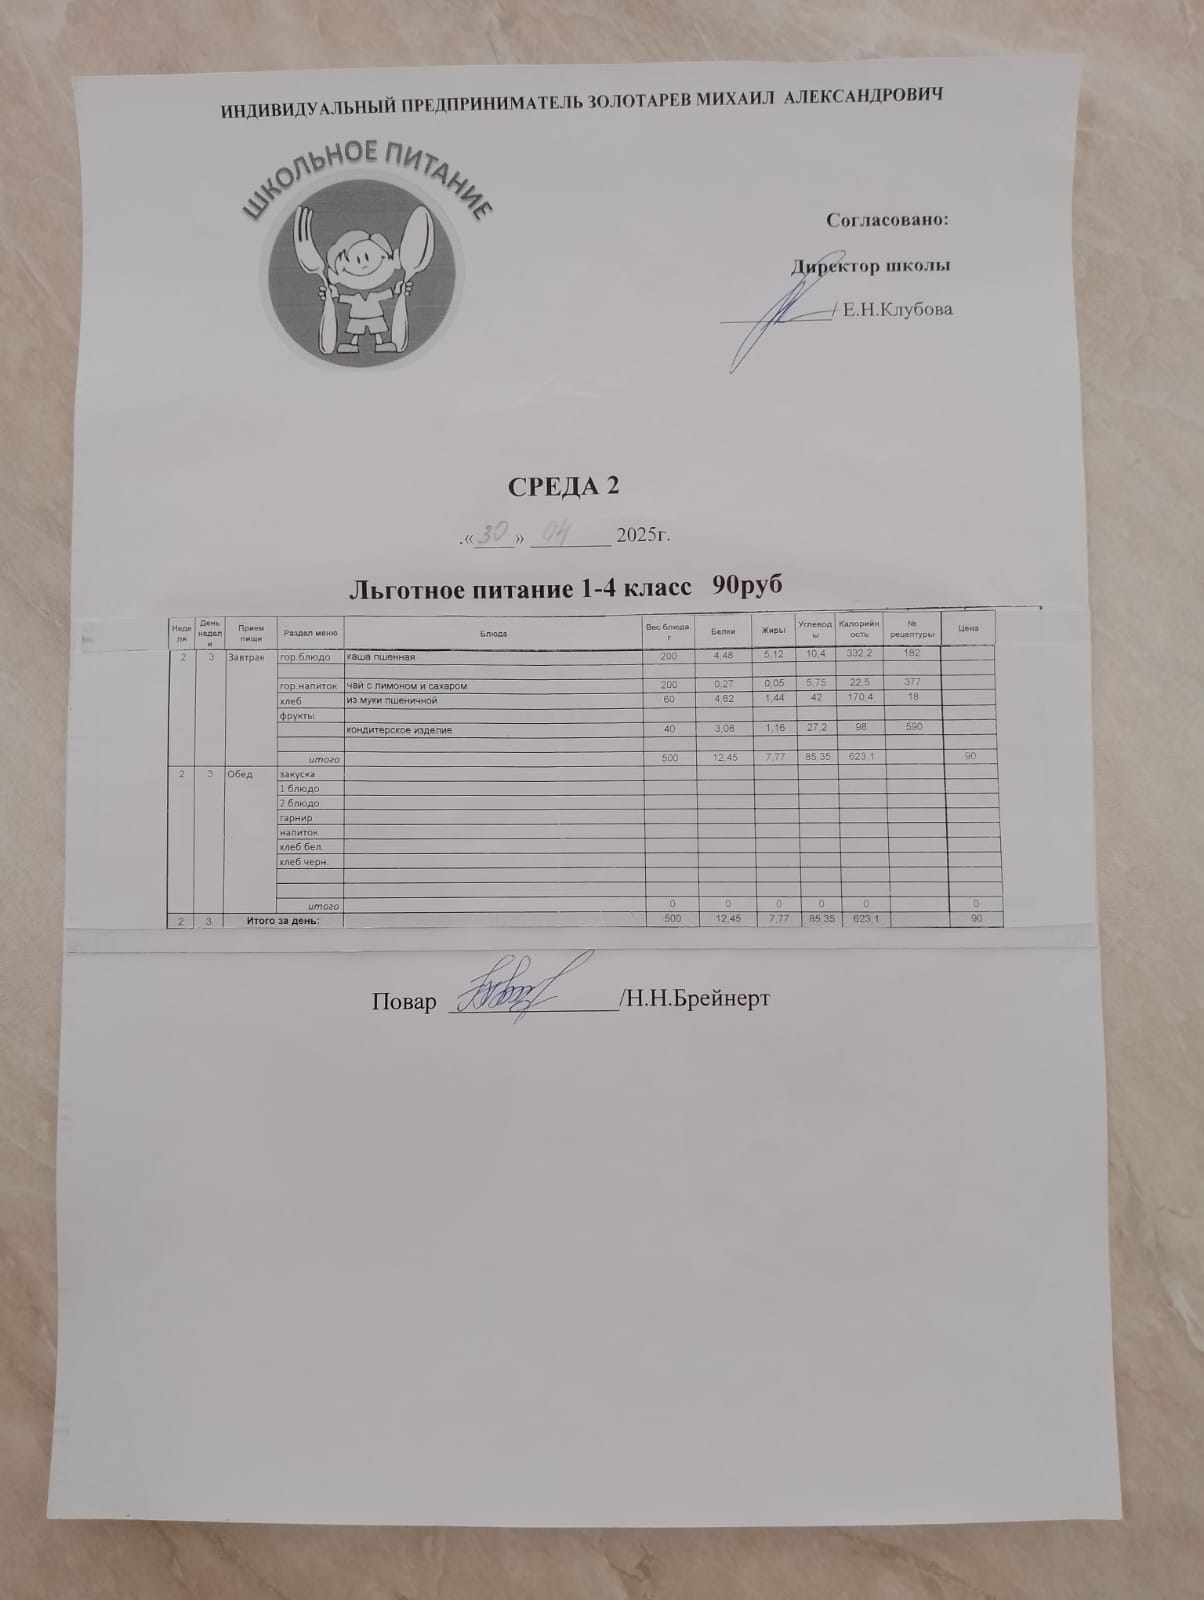 ИНДИВИДУАЛЬНЫЙ ПРЕДПРИНИМАТЕЛЬ ЗОЛОТАРЕВ МИХАИЛ АЛЕКСАНДРОВИЧ
ШКОЛЬНОЕ ПИТАНИЕ
Согласовано:
Директор школы
/ Е.Н.Клубова
СРЕДА 2
.«30» 04 2025г.
Льготное питание 1-4 класс 90руб
Неделя День недели Прием пищи Раздел меню Блюда Вес блюда, г Белки Жиры Углеводы Калорийность № рецептуры Цена
2 3 Завтрак гор.блюдо каша пшенная 200 4,48 5,12 10,4 332,2 182
гор.напиток чай с лимоном и сахаром 200 0,27 0,05 5,75 22,5 377
хлеб из муки пшеничной 60 4,62 1,44 42 170,4 18
фрукты
кондитерское изделие 40 3,08 1,16 27,2 98 590
итого 500 12,45 7,77 85,35 623,1 90
2 3 Обед закуска
1 блюдо
2 блюдо
гарнир
напиток
хлеб бел.
хлеб черн.
итого 0 0 0 0 0 0
2 3 Итого за день: 500 12,45 7,77 85,35 623,1 90
Повар /Н.Н.Брейнерт